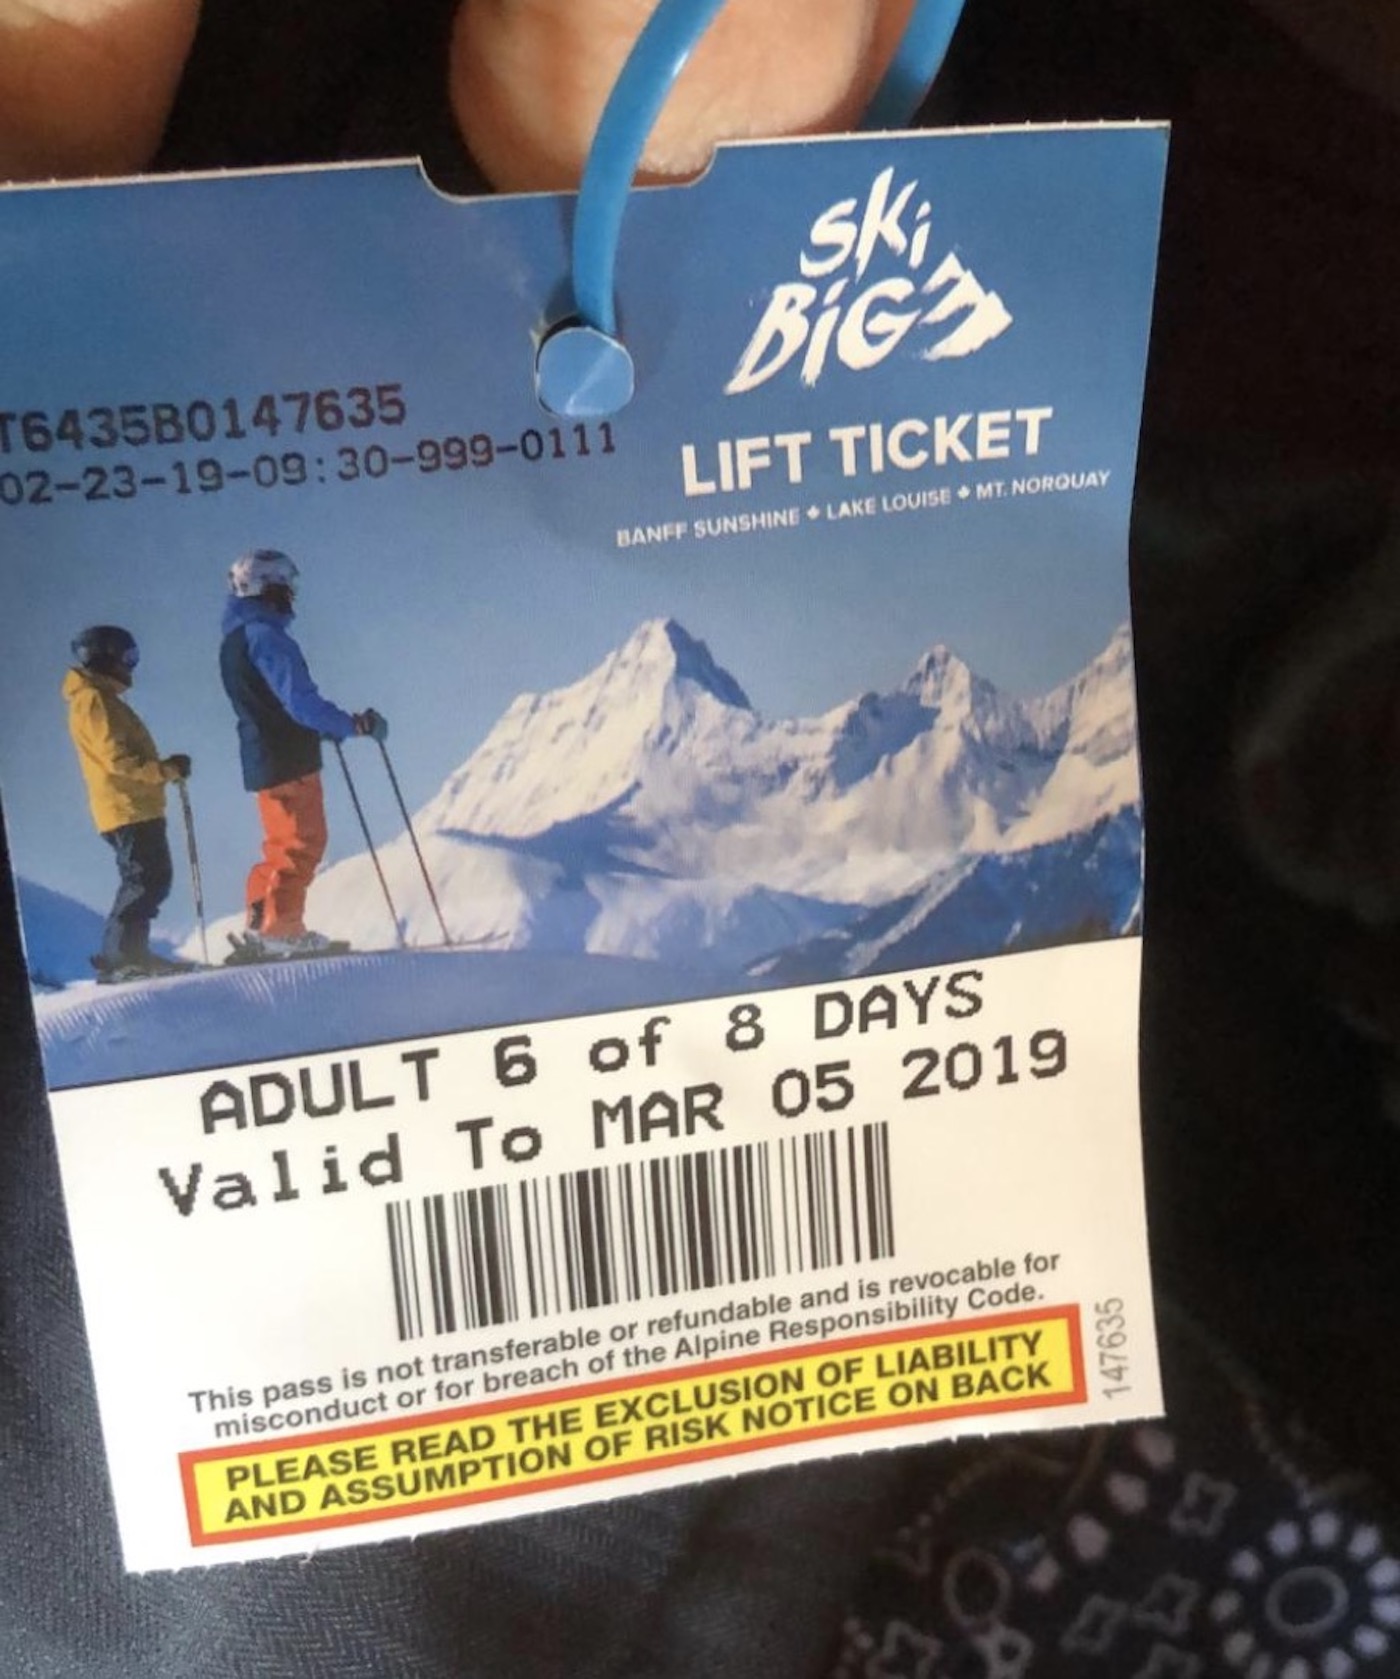 SKi
BiG3
T6435B0147635
02-23-19-09:30-999-0111
LIFT TICKET
BANFF SUNSHINE LAKE LOUISE MT. NORQUAY
ADULT 6 of 8 DAYS
Valid To MAR 05 2019
This pass is not transferable or refundable and is revocable for
misconduct or for breach of the Alpine Responsibility Code.
PLEASE READ THE EXCLUSION OF LIABILITY
AND ASSUMPTION OF RISK NOTICE ON BACK
147635